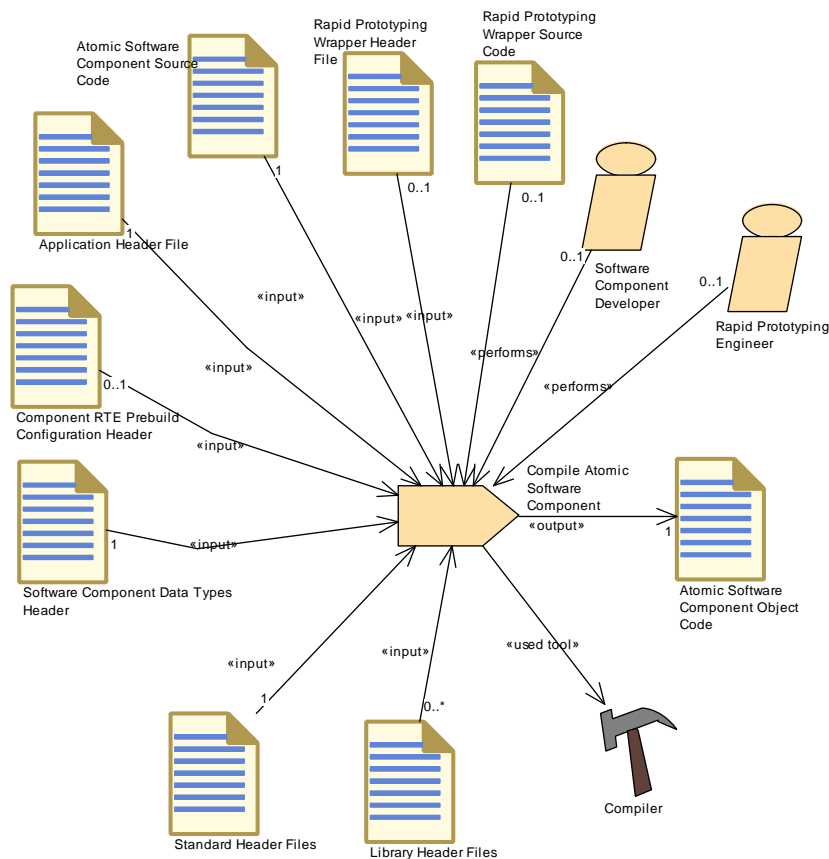 Rapid Prototyping
Wrapper Source
Code
Rapid Prototyping
Wrapper Header
File
Atomic Software
Component Source
Code
1
0..1
0..1
1
Application Header File
0..1
Software
Component
Developer
0..1
Rapid Prototyping
Engineer
«input»
«input»
«input»
«performs»
«input»
«performs»
0..1
Component RTE Prebuild
Configuration Header
«input»
Compile Atomic
Software
Component
«output»
1
1
«input»
Software Component Data Types
Header
Atomic Software
Component Object
Code
«input»
«input»
«used tool»
1
0..*
Compiler
Standard Header Files
Library Header Files